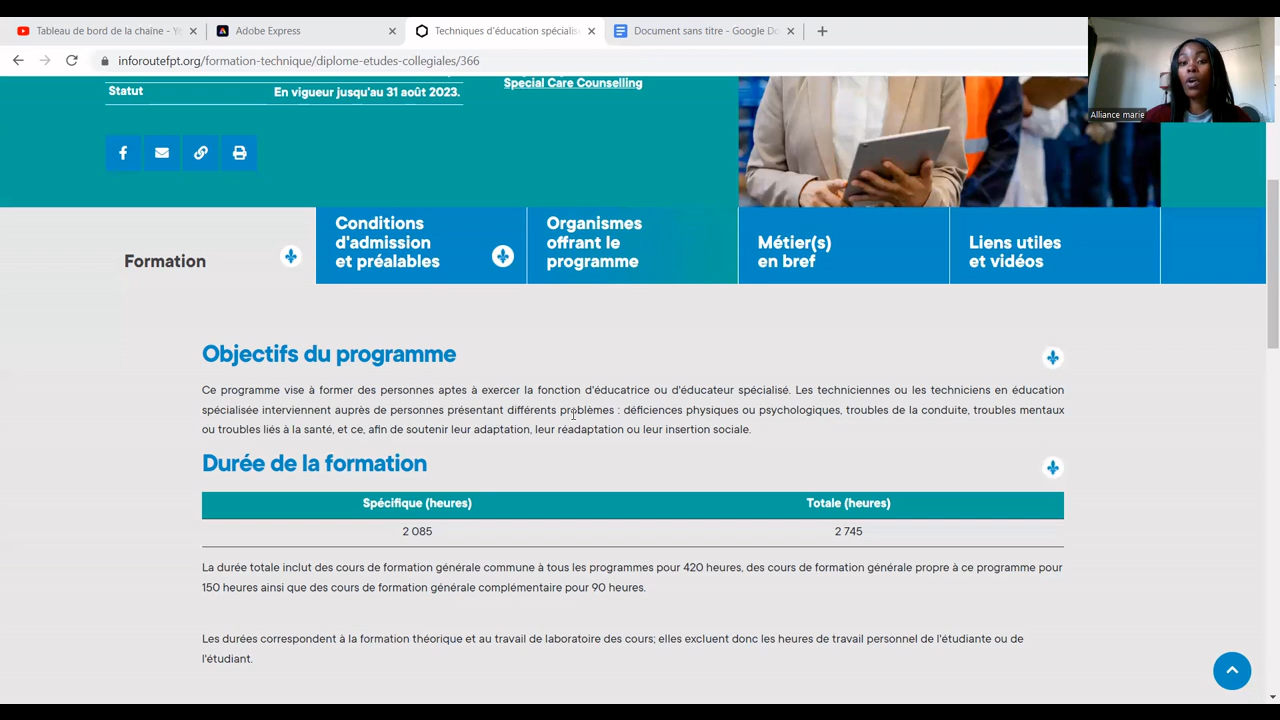 Tableau de bord de la chaîne - Y
Adobe Express
Techniques d'éducation spécialis
Document sans titre - Google Do
inforoutefpt.org/formation-technique/diplome-etudes-collegiales/366
Alliance marie
Statut
En vigueur jusqu'au 31 août 2023.
Special Care Counselling
Formation
Conditions
d'admission
et préalables
Organismes
offrant le
programme
Métier(s)
en bref
Liens utiles
et vidéos
Objectifs du programme
Ce programme vise à former des personnes aptes à exercer la fonction d'éducatrice ou d'éducateur spécialisé. Les techniciennes ou les techniciens en éducation
spécialisée interviennent auprès de personnes présentant différents problèmes : déficiences physiques ou psychologiques, troubles de la conduite, troubles mentaux
ou troubles liés à la santé, et ce, afin de soutenir leur adaptation, leur réadaptation ou leur insertion sociale.
Durée de la formation
Spécifique (heures)
Totale (heures)
2 085
2 745
La durée totale inclut des cours de formation générale commune à tous les programmes pour 420 heures, des cours de formation générale propre à ce programme pour
150 heures ainsi que des cours de formation générale complémentaire pour 90 heures.
Les durées correspondent à la formation théorique et au travail de laboratoire des cours; elles excluent donc les heures de travail personnel de l'étudiante ou de
l'étudiant.